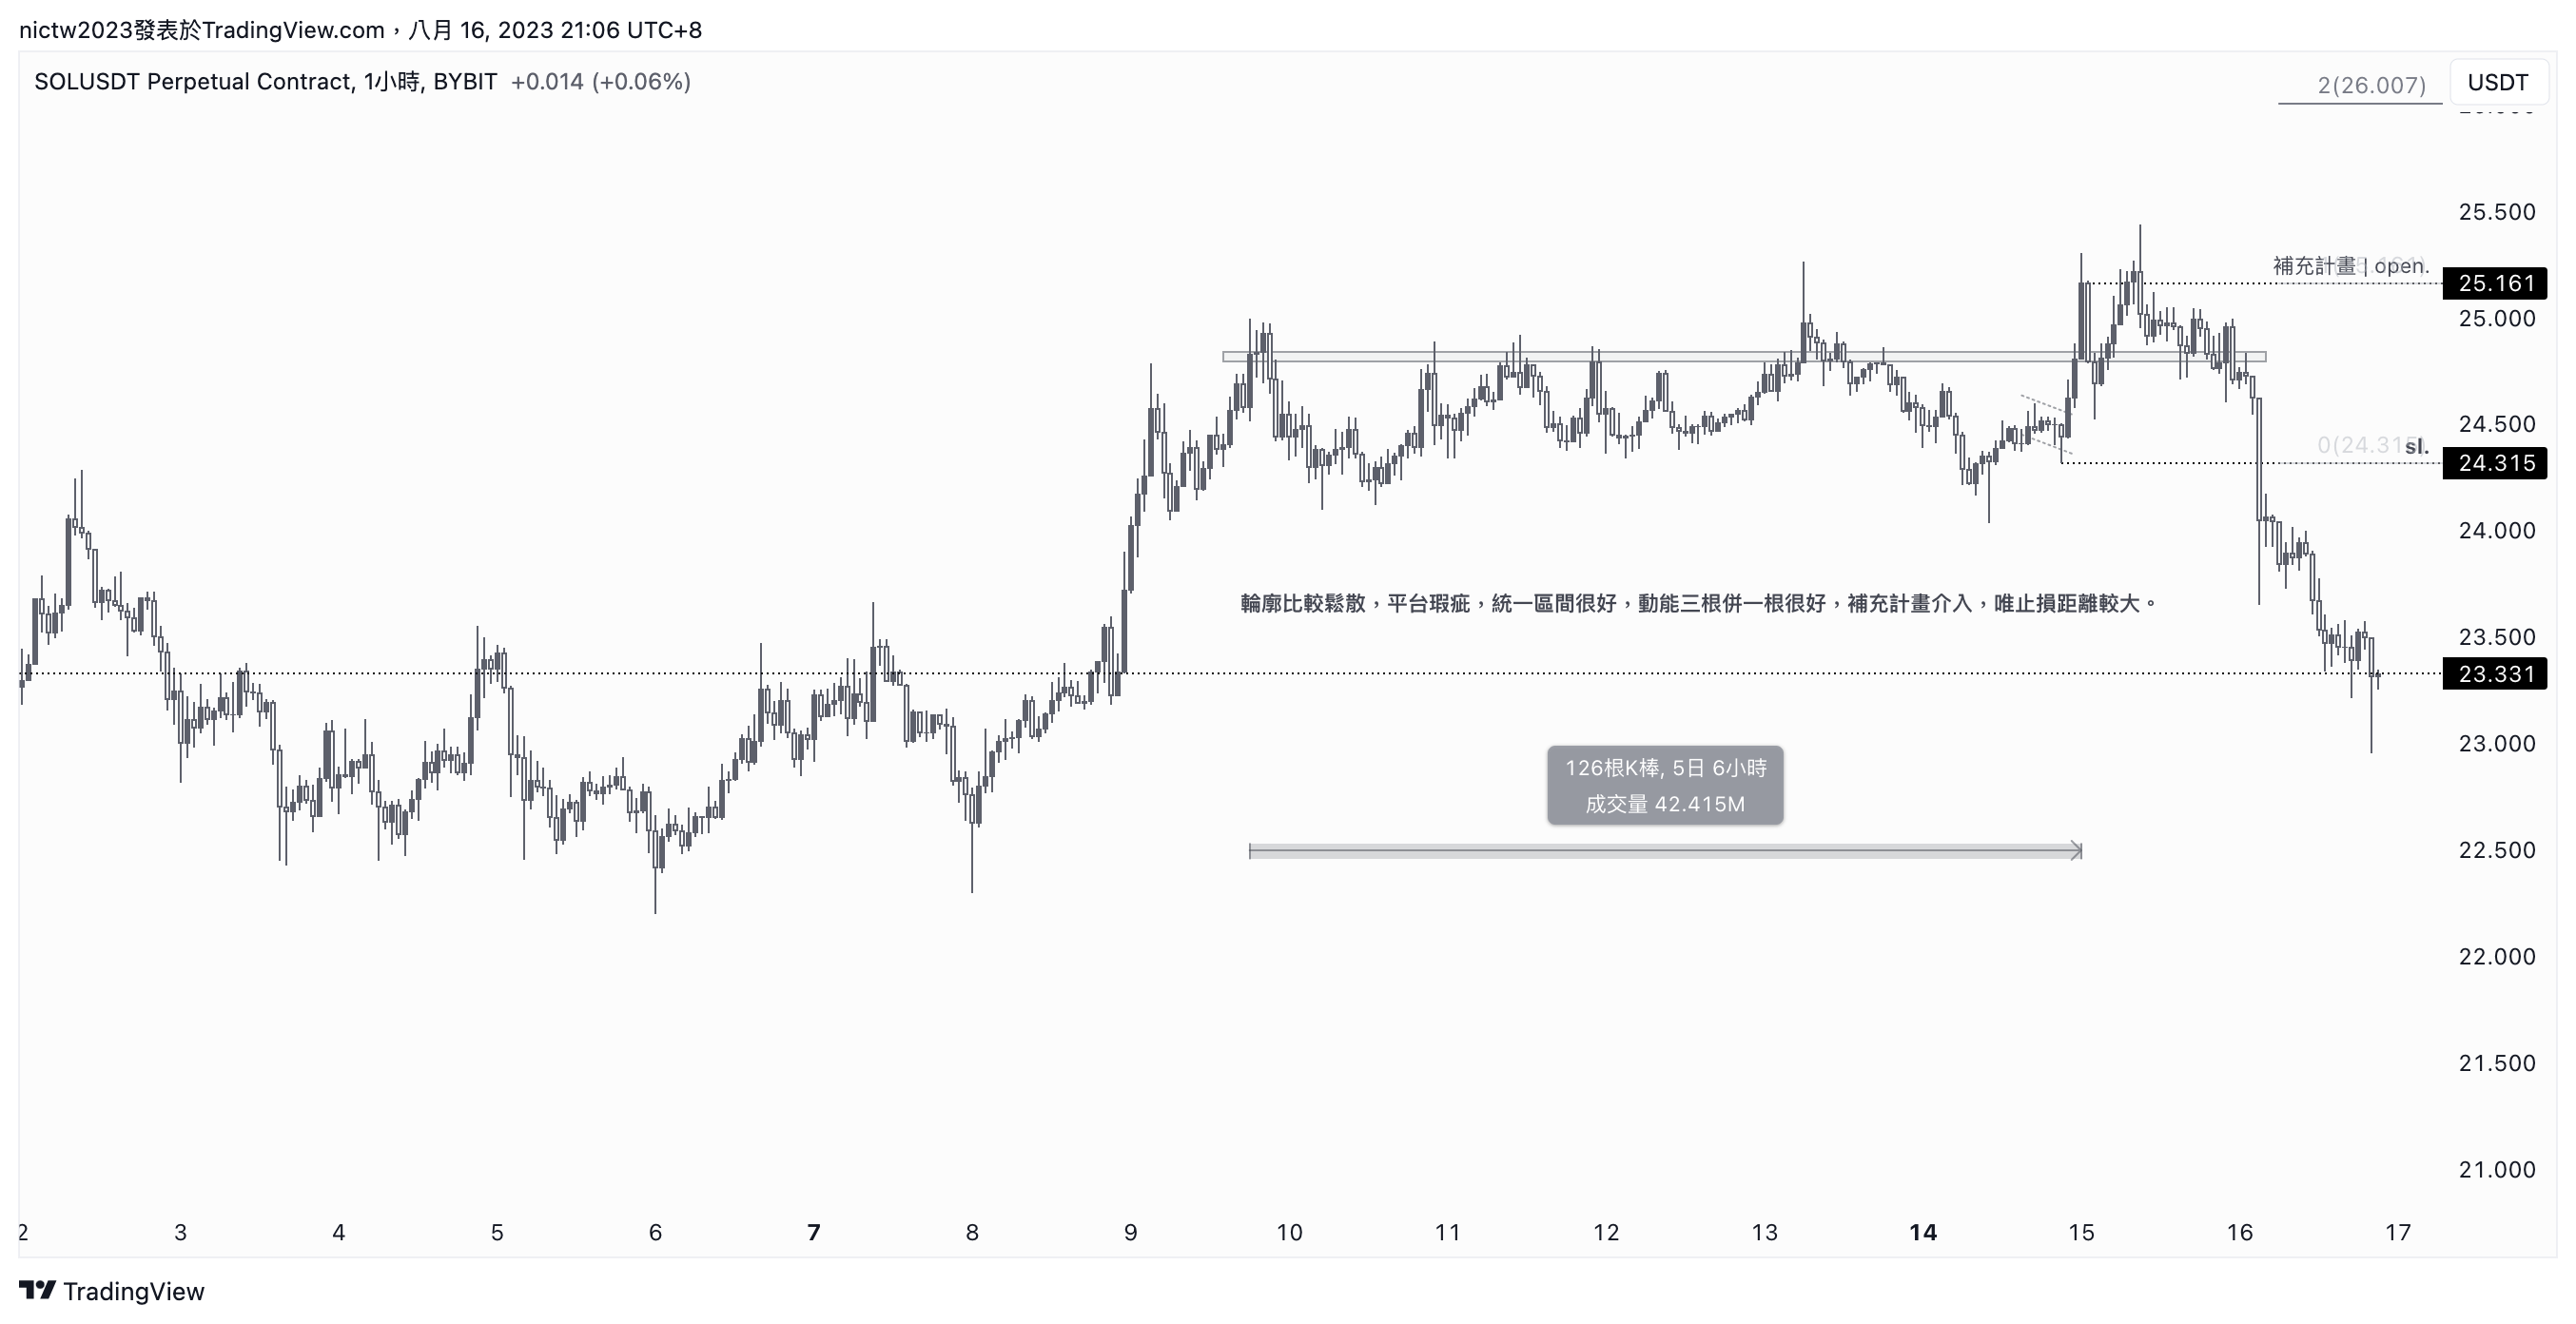 nictw2023發表於TradingView.com，八月 16, 2023 21:06 UTC+8
SOLUSDT Perpetual Contract, 1小時, BYBIT +0.014 (+0.06%)
2(26.007)
USDT
25.500
補充計畫 | open.
25.161
25.000
24.500
0(24.315)
sl.
24.315
24.000
輪廓比較鬆散，平台瑕疵，統一區間很好，動能三根併一根很好，補充計畫介入，唯止損距離較大。
23.500
23.331
23.000
126根K棒, 5日 6小時
成交量 42.415M
22.500
22.000
21.500
21.000
2 3 4 5 6 7 8 9 10 11 12 13 14 15 16 17
TradingView